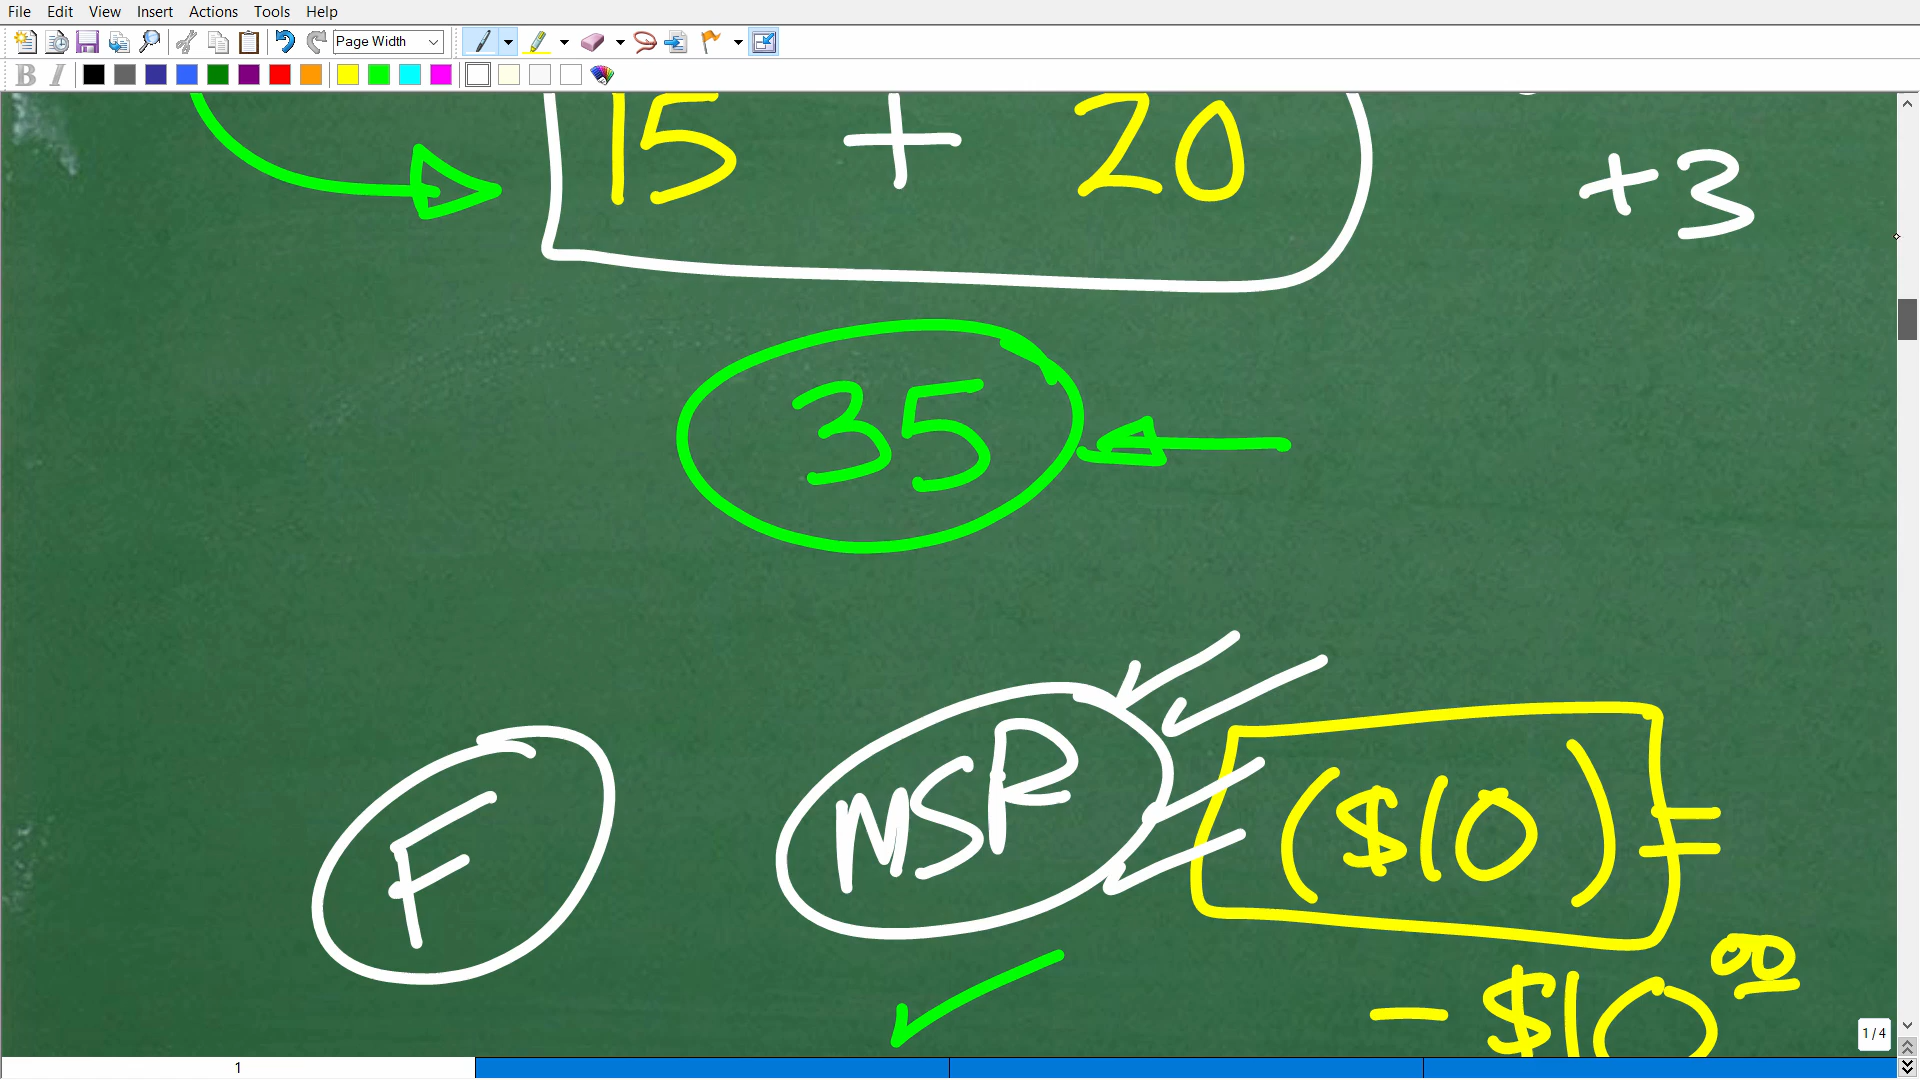 File Edit View Insert Actions Tools Help
Page Width
B I
15 + 20
+3
35
F
MSR
($10) =
- $10 00
1 / 4
1